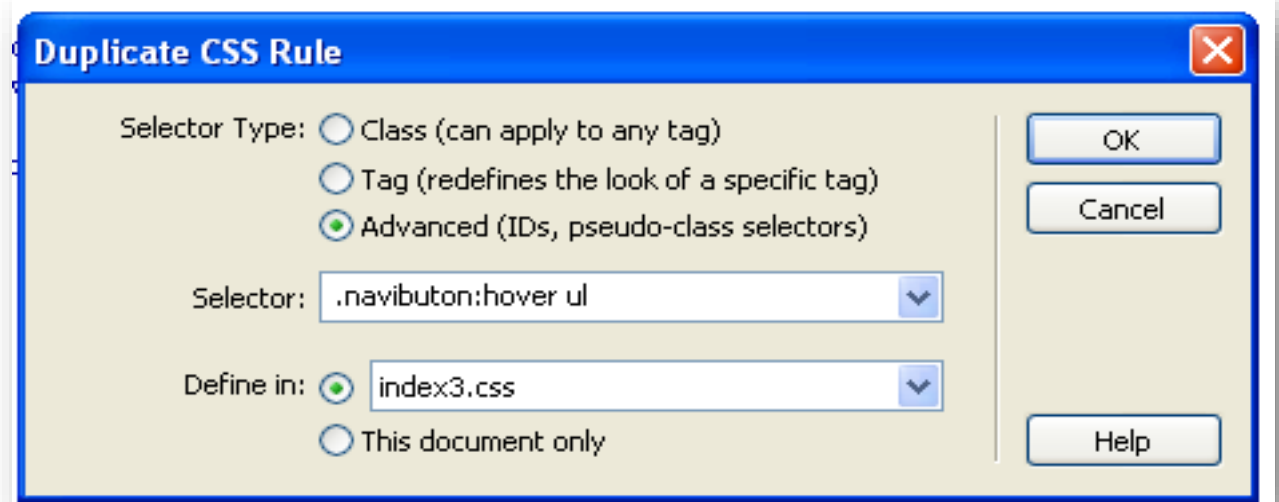 Duplicate CSS Rule
Selector Type: Class (can apply to any tag)
Tag (redefines the look of a specific tag)
Advanced (IDs, pseudo-class selectors)
Selector: .navibuton:hover ul
Define in: index3.css
This document only
OK
Cancel
Help